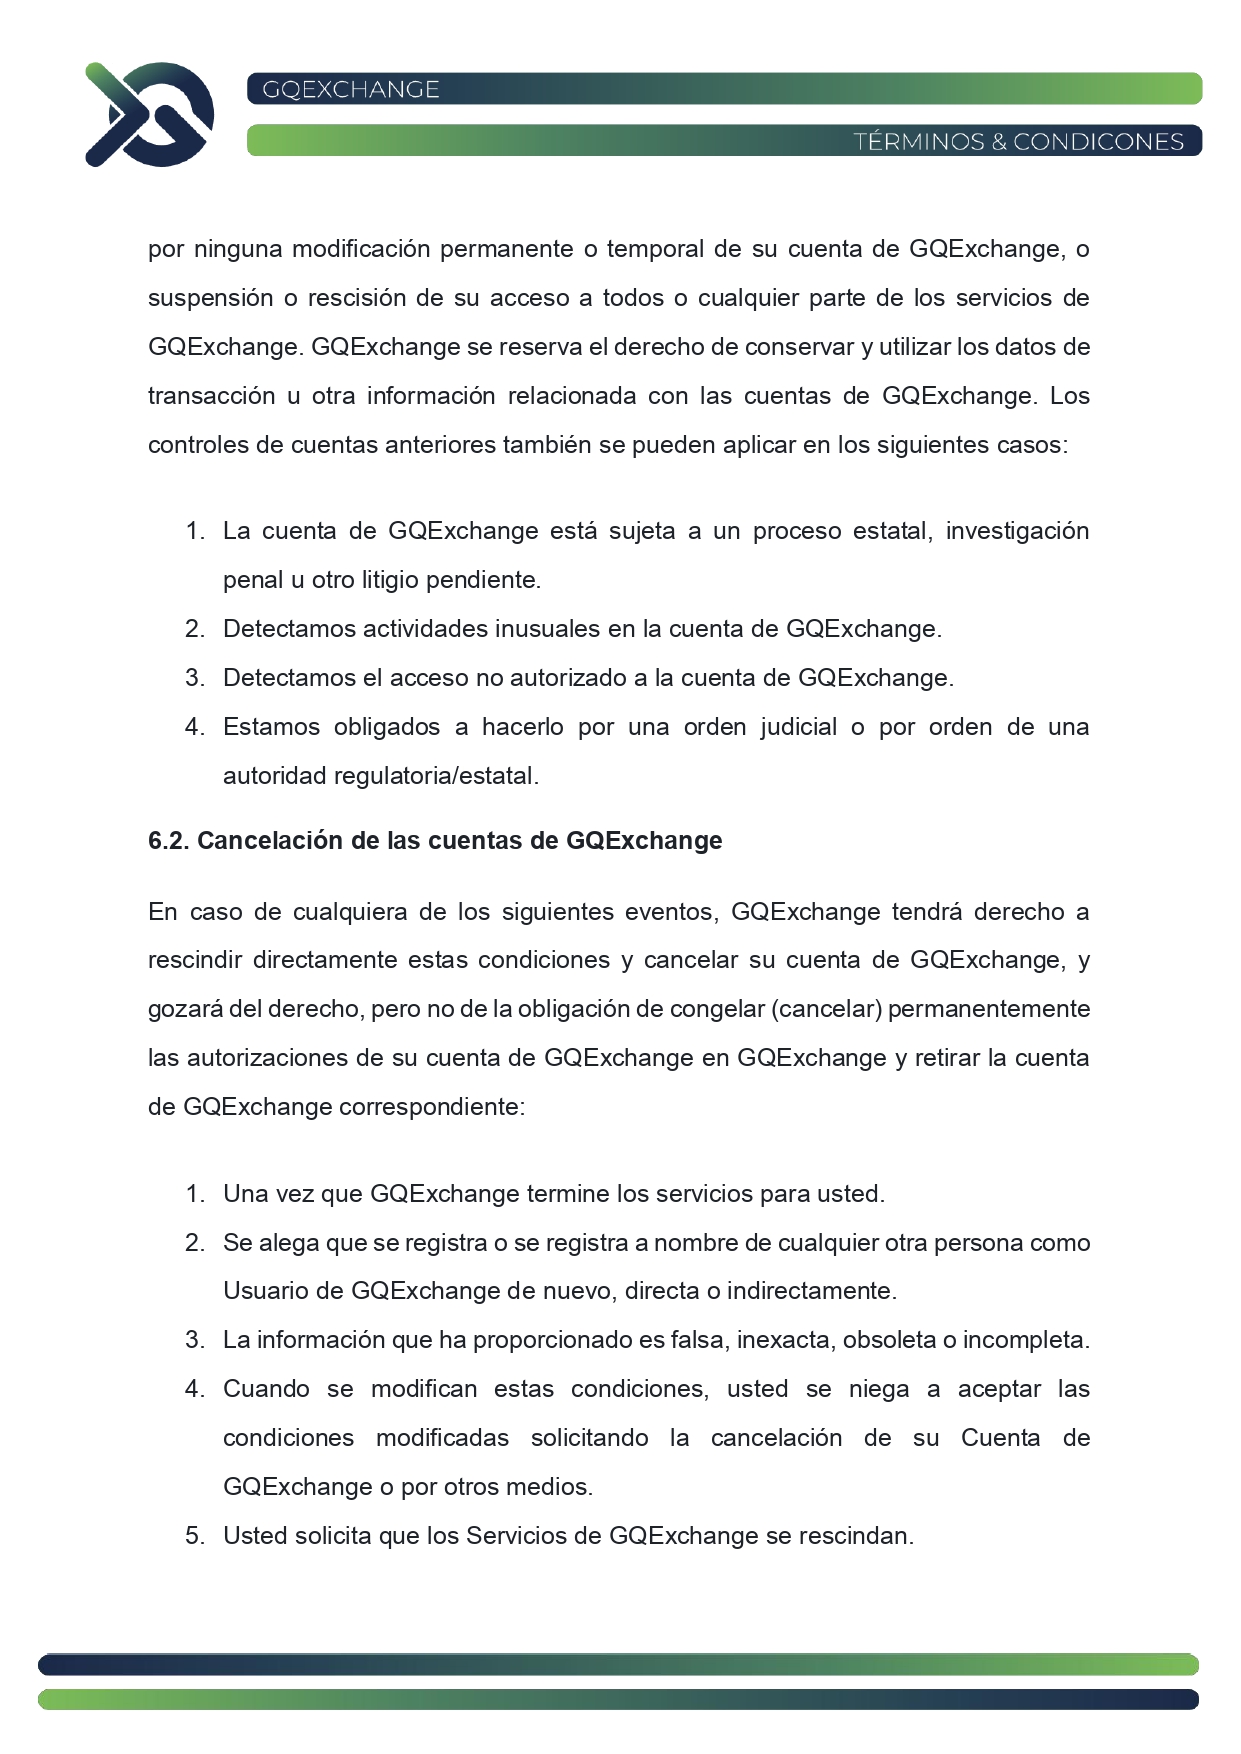 GQEXCHANGE
TÉRMINOS & CONDICONES
por ninguna modificación permanente o temporal de su cuenta de GQExchange, o
suspensión o rescisión de su acceso a todos o cualquier parte de los servicios de
GQExchange. GQExchange se reserva el derecho de conservar y utilizar los datos de
transacción u otra información relacionada con las cuentas de GQExchange. Los
controles de cuentas anteriores también se pueden aplicar en los siguientes casos:
1. La cuenta de GQExchange está sujeta a un proceso estatal, investigación
penal u otro litigio pendiente.
2. Detectamos actividades inusuales en la cuenta de GQExchange.
3. Detectamos el acceso no autorizado a la cuenta de GQExchange.
4. Estamos obligados a hacerlo por una orden judicial o por orden de una
autoridad regulatoria/estatal.
6.2. Cancelación de las cuentas de GQExchange
En caso de cualquiera de los siguientes eventos, GQExchange tendrá derecho a
rescindir directamente estas condiciones y cancelar su cuenta de GQExchange, y
gozará del derecho, pero no de la obligación de congelar (cancelar) permanentemente
las autorizaciones de su cuenta de GQExchange en GQExchange y retirar la cuenta
de GQExchange correspondiente:
1. Una vez que GQExchange termine los servicios para usted.
2. Se alega que se registra o se registra a nombre de cualquier otra persona como
Usuario de GQExchange de nuevo, directa o indirectamente.
3. La información que ha proporcionado es falsa, inexacta, obsoleta o incompleta.
4. Cuando se modifican estas condiciones, usted se niega a aceptar las
condiciones modificadas solicitando la cancelación de su Cuenta de
GQExchange o por otros medios.
5. Usted solicita que los Servicios de GQExchange se rescindan.